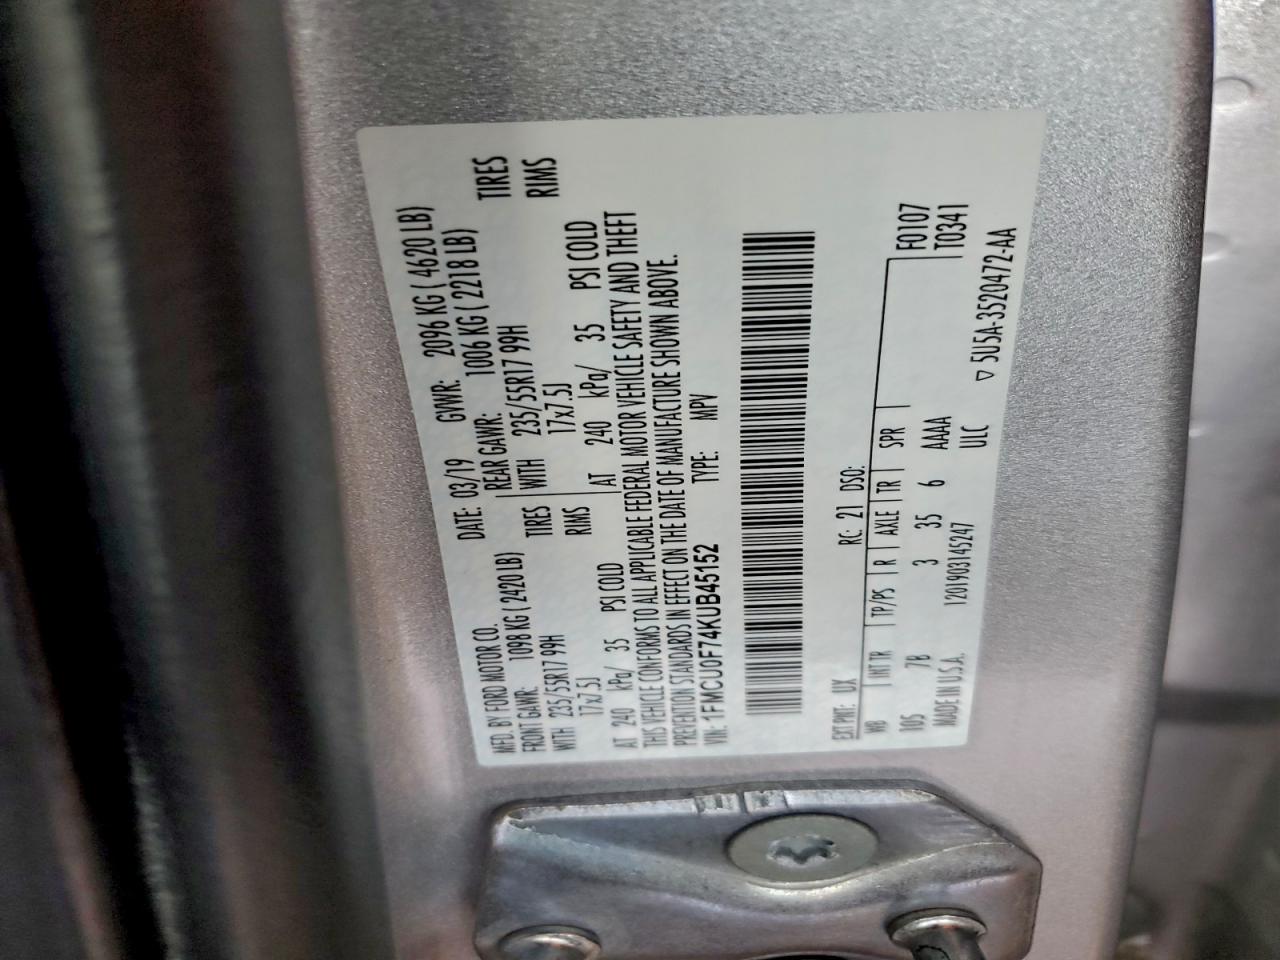 MFD. BY FORD MOTOR CO.
DATE: 03/19 GVWR: 2096 KG ( 4620 LB)
FRONT GAWR: 1098 KG ( 2420 LB) REAR GAWR: 1006 KG ( 2218 LB)
WITH 235/55R17 99H TIRES WITH 235/55R17 99H TIRES
17x7.5J RIMS 17x7.5J RIMS
AT 240 kPa/ 35 PSI COLD AT 240 kPa/ 35 PSI COLD
THIS VEHICLE CONFORMS TO ALL APPLICABLE FEDERAL MOTOR VEHICLE SAFETY AND THEFT
PREVENTION STANDARDS IN EFFECT ON THE DATE OF MANUFACTURE SHOWN ABOVE.
VIN: 1FMCU0F74KUB45152 TYPE: MPV
EXT PNT: UX RC: 21 DSO: F0107
WB INT TR TP/PS R AXLE TR SPR T0341
105 7B 3 35 6 AAAA
ULC
MADE IN U.S.A. 120190314S247 ▽ 5U5A-3520472-AA